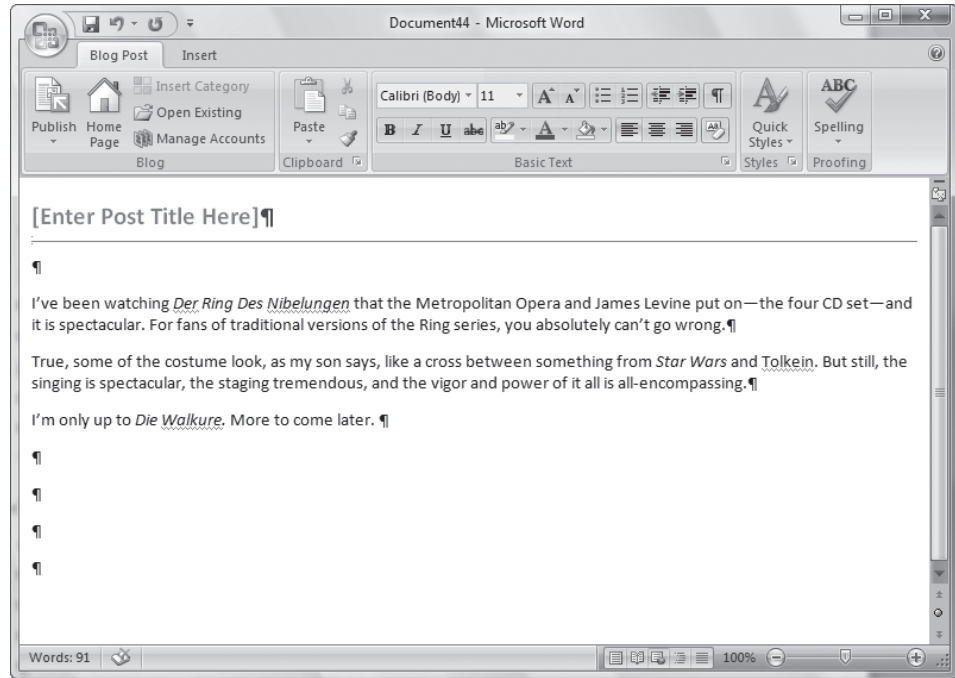 Document44 - Microsoft Word
Blog Post Insert
Publish
Home Page
Insert Category
Open Existing
Manage Accounts
Blog
Paste
Clipboard
Calibri (Body) 11 A A ¶
B I U abc ab A
Basic Text
A
Quick Styles
Styles
ABC
Spelling
Proofing
[Enter Post Title Here]¶
¶
I’ve been watching Der Ring Des Nibelungen that the Metropolitan Opera and James Levine put on—the four CD set—and
it is spectacular. For fans of traditional versions of the Ring series, you absolutely can’t go wrong.¶
True, some of the costume look, as my son says, like a cross between something from Star Wars and Tolkein. But still, the
singing is spectacular, the staging tremendous, and the vigor and power of it all is all-encompassing.¶
I’m only up to Die Walkure. More to come later. ¶
¶
¶
¶
¶
Words: 91 100%